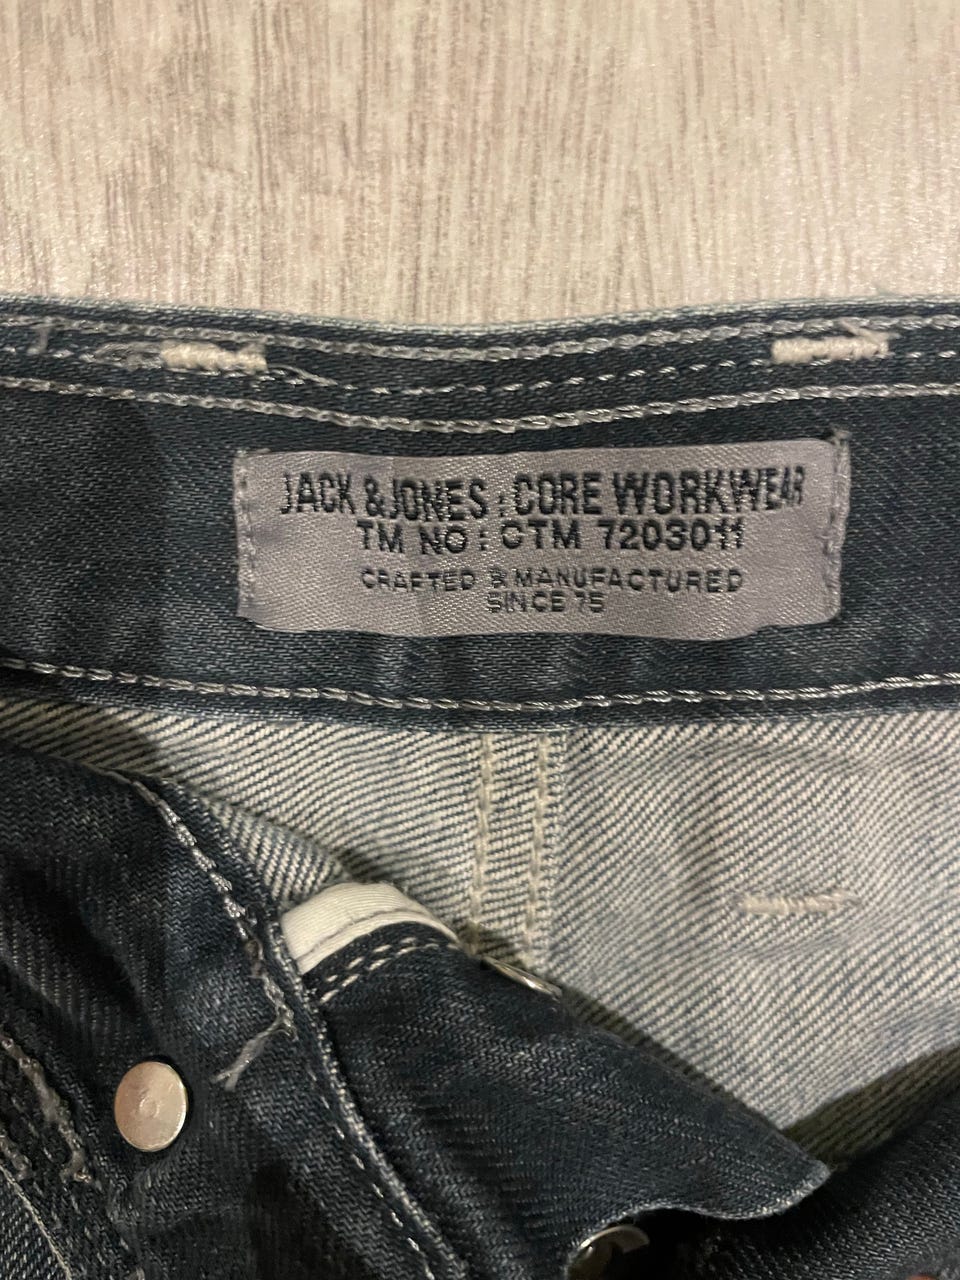 JACK & JONES : CORE WORKWEAR
TM NO : CTM 7203011
CRAFTED & MANUFACTURED
SINCE 75